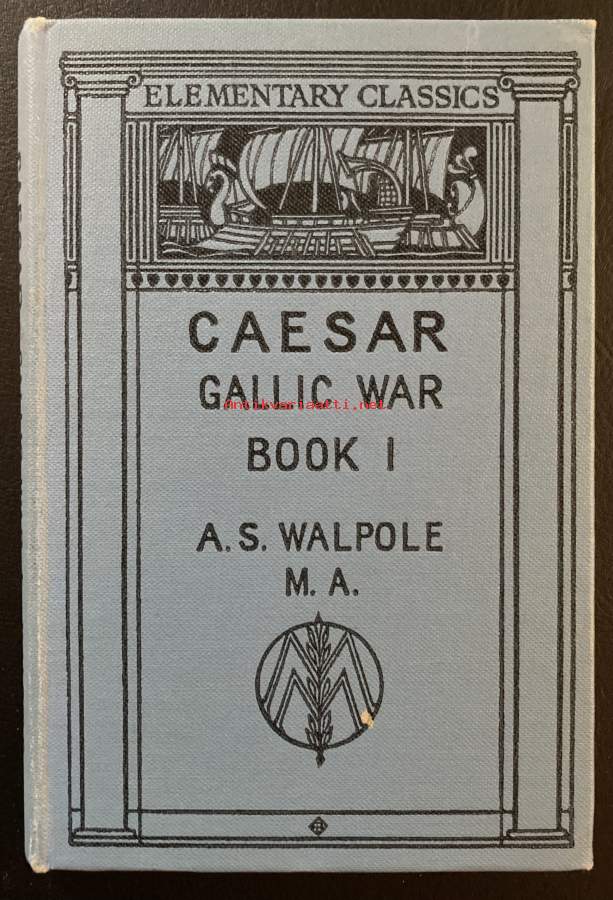 ELEMENTARY CLASSICS
CAESAR
GALLIC WAR
Antikvariaatti.net
BOOK I
A.S. WALPOLE
M.A.